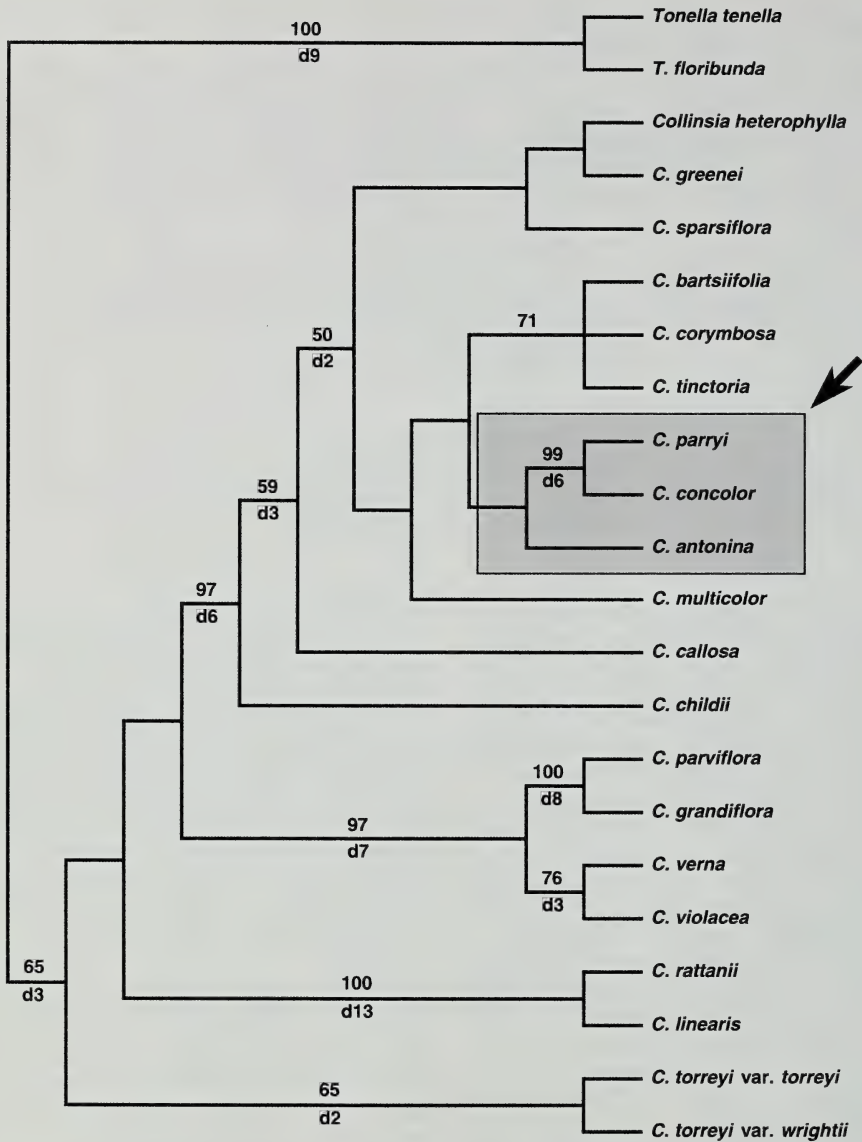 Tonella tenella
100
d9
T. floribunda
Collinsia heterophylla
C. greenei
C. sparsiflora
C. bartsiifolia
50
d2
71
C. corymbosa
C. tinctoria
C. parryi
99
d6
C. concolor
59
d3
C. antonina
97
d6
C. multicolor
C. callosa
C. childii
C. parviflora
100
d8
C. grandiflora
97
d7
C. verna
76
d3
C. violacea
C. rattanii
65
d3
100
d13
C. linearis
C. torreyi var. torreyi
65
d2
C. torreyi var. wrightii